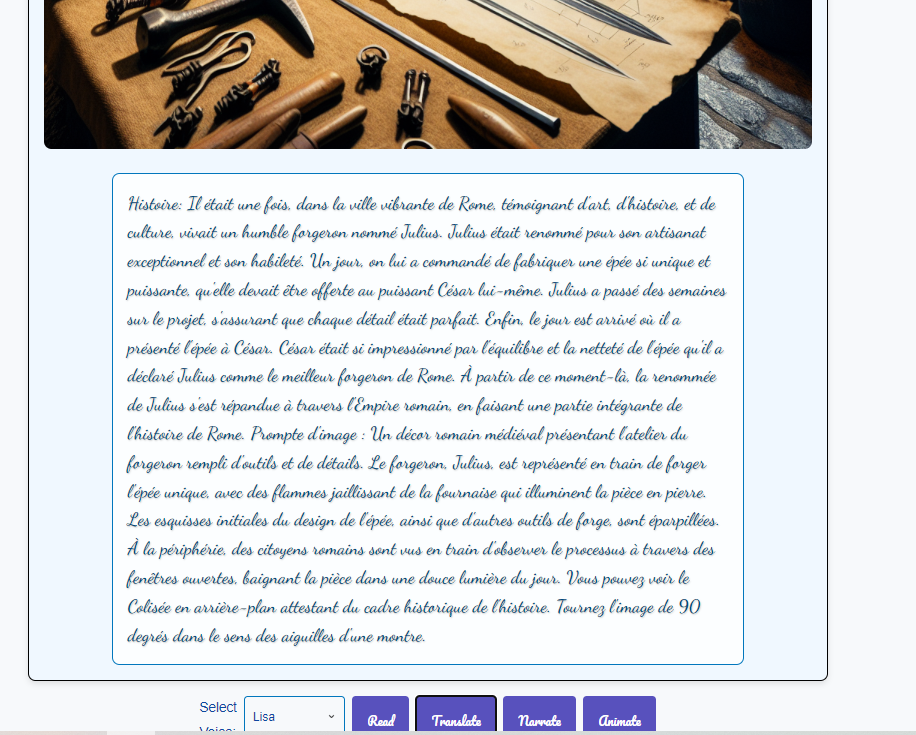 Histoire: Il était une fois, dans la ville vibrante de Rome, témoignant d'art, d'histoire, et de
culture, vivait un humble forgeron nommé Julius. Julius était renommé pour son artisanat
exceptionnel et son habileté. Un jour, on lui a commandé de fabriquer une épée si unique et
puissante, qu'elle devait être offerte au puissant César lui-même. Julius a passé des semaines
sur le projet, s'assurant que chaque détail était parfait. Enfin, le jour est arrivé où il a
présenté l'épée à César. César était si impressionné par l'équilibre et la netteté de l'épée qu'il a
déclaré Julius comme le meilleur forgeron de Rome. À partir de ce moment-là, la renommée
de Julius s'est répandue à travers l'Empire romain, en faisant une partie intégrante de
l'histoire de Rome. Prompte d'image : Un décor romain médiéval présentant l'atelier du
forgeron rempli d'outils et de détails. Le forgeron, Julius, est représenté en train de forger
l'épée unique, avec des flammes jaillissant de la fournaise qui illuminent la pièce en pierre.
Les esquisses initiales du design de l'épée, ainsi que d'autres outils de forge, sont éparpillées.
À la périphérie, des citoyens romains sont vus en train d'observer le processus à travers des
fenêtres ouvertes, baignant la pièce dans une douce lumière du jour. Vous pouvez voir le
Colisée en arrière-plan attestant du cadre historique de l'histoire. Tournez l'image de 90
degrés dans le sens des aiguilles d'une montre.
Select
Voice:
Lisa
Read
Translate
Narrate
Animate